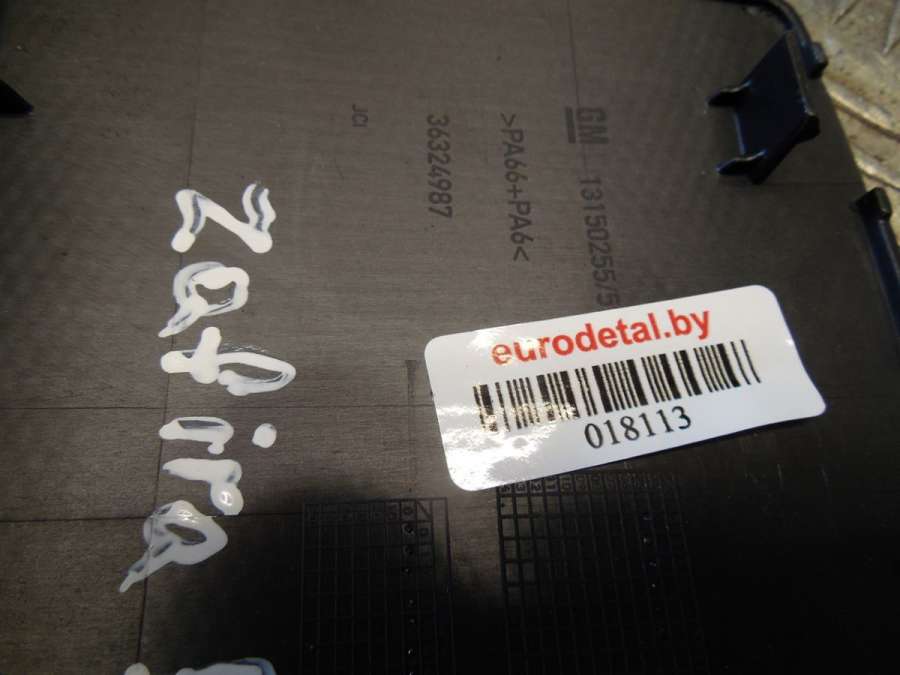 GM 13150255/5
>PA66+PA6<
36324987
JCI
Zafira
eurodetal.by
018113